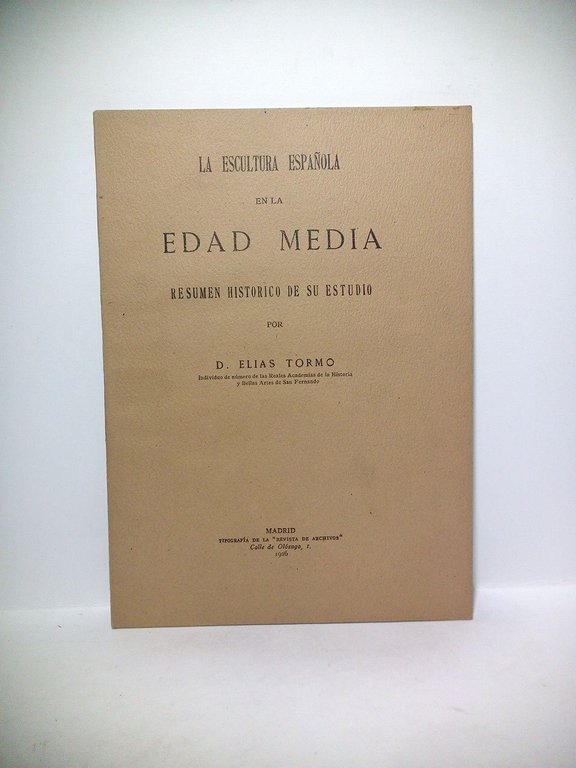 LA ESCULTURA ESPAÑOLA
EN LA
EDAD MEDIA
RESUMEN HISTORICO DE SU ESTUDIO
POR
D. ELIAS TORMO
Individuo de número de las Reales Academias de la Historia
y Bellas Artes de San Fernando
MADRID
TIPOGRAFÍA DE LA "REVISTA DE ARCHIVOS"
Calle de Olózaga, 1.
1926